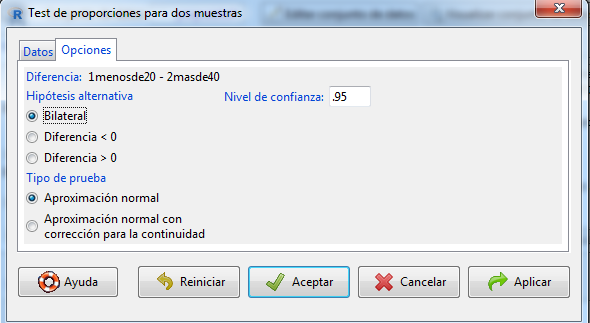 Test de proporciones para dos muestras
Datos
Opciones
Diferencia: 1menosde20 - 2masde40
Hipótesis alternativa
Nivel de confianza: .95
Bilateral
Diferencia < 0
Diferencia > 0
Tipo de prueba
Aproximación normal
Aproximación normal con
corrección para la continuidad
Ayuda
Reiniciar
Aceptar
Cancelar
Aplicar